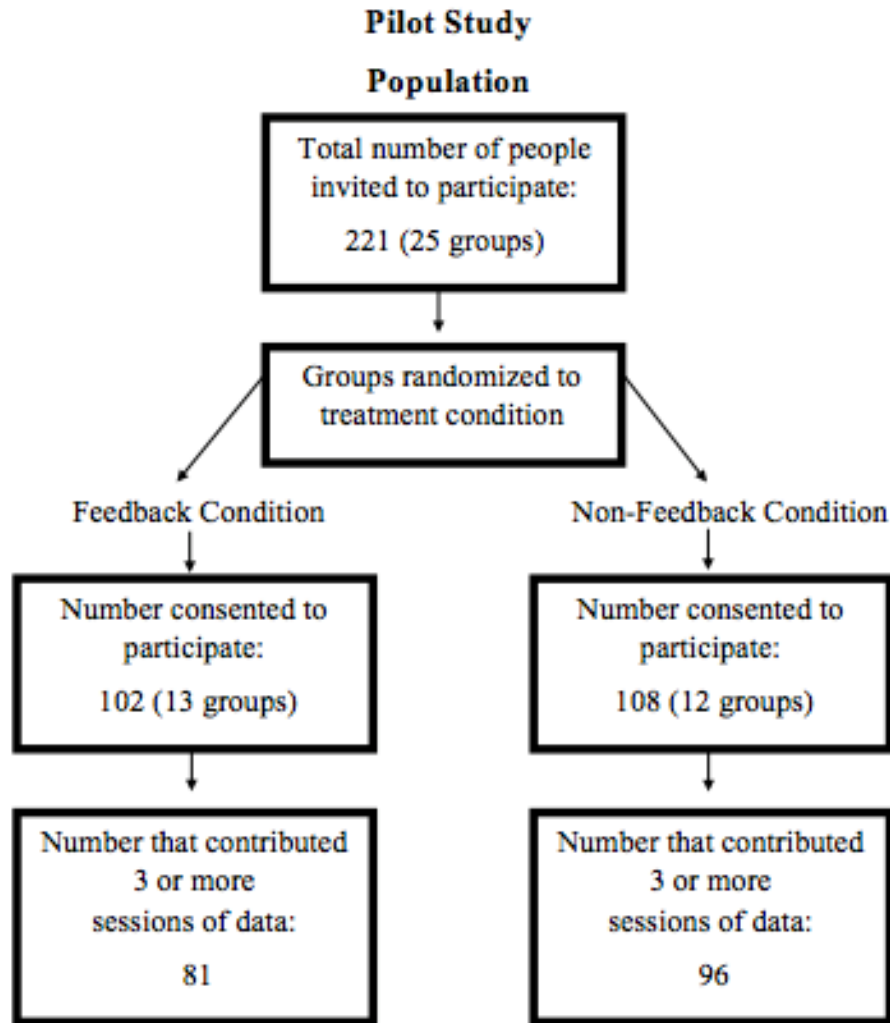 Pilot Study
Population
Total number of people
invited to participate:
221 (25 groups)
Groups randomized to
treatment condition
Feedback Condition
Non-Feedback Condition
Number consented to
participate:
102 (13 groups)
Number consented to
participate:
108 (12 groups)
Number that contributed
3 or more
sessions of data:
81
Number that contributed
3 or more
sessions of data:
96